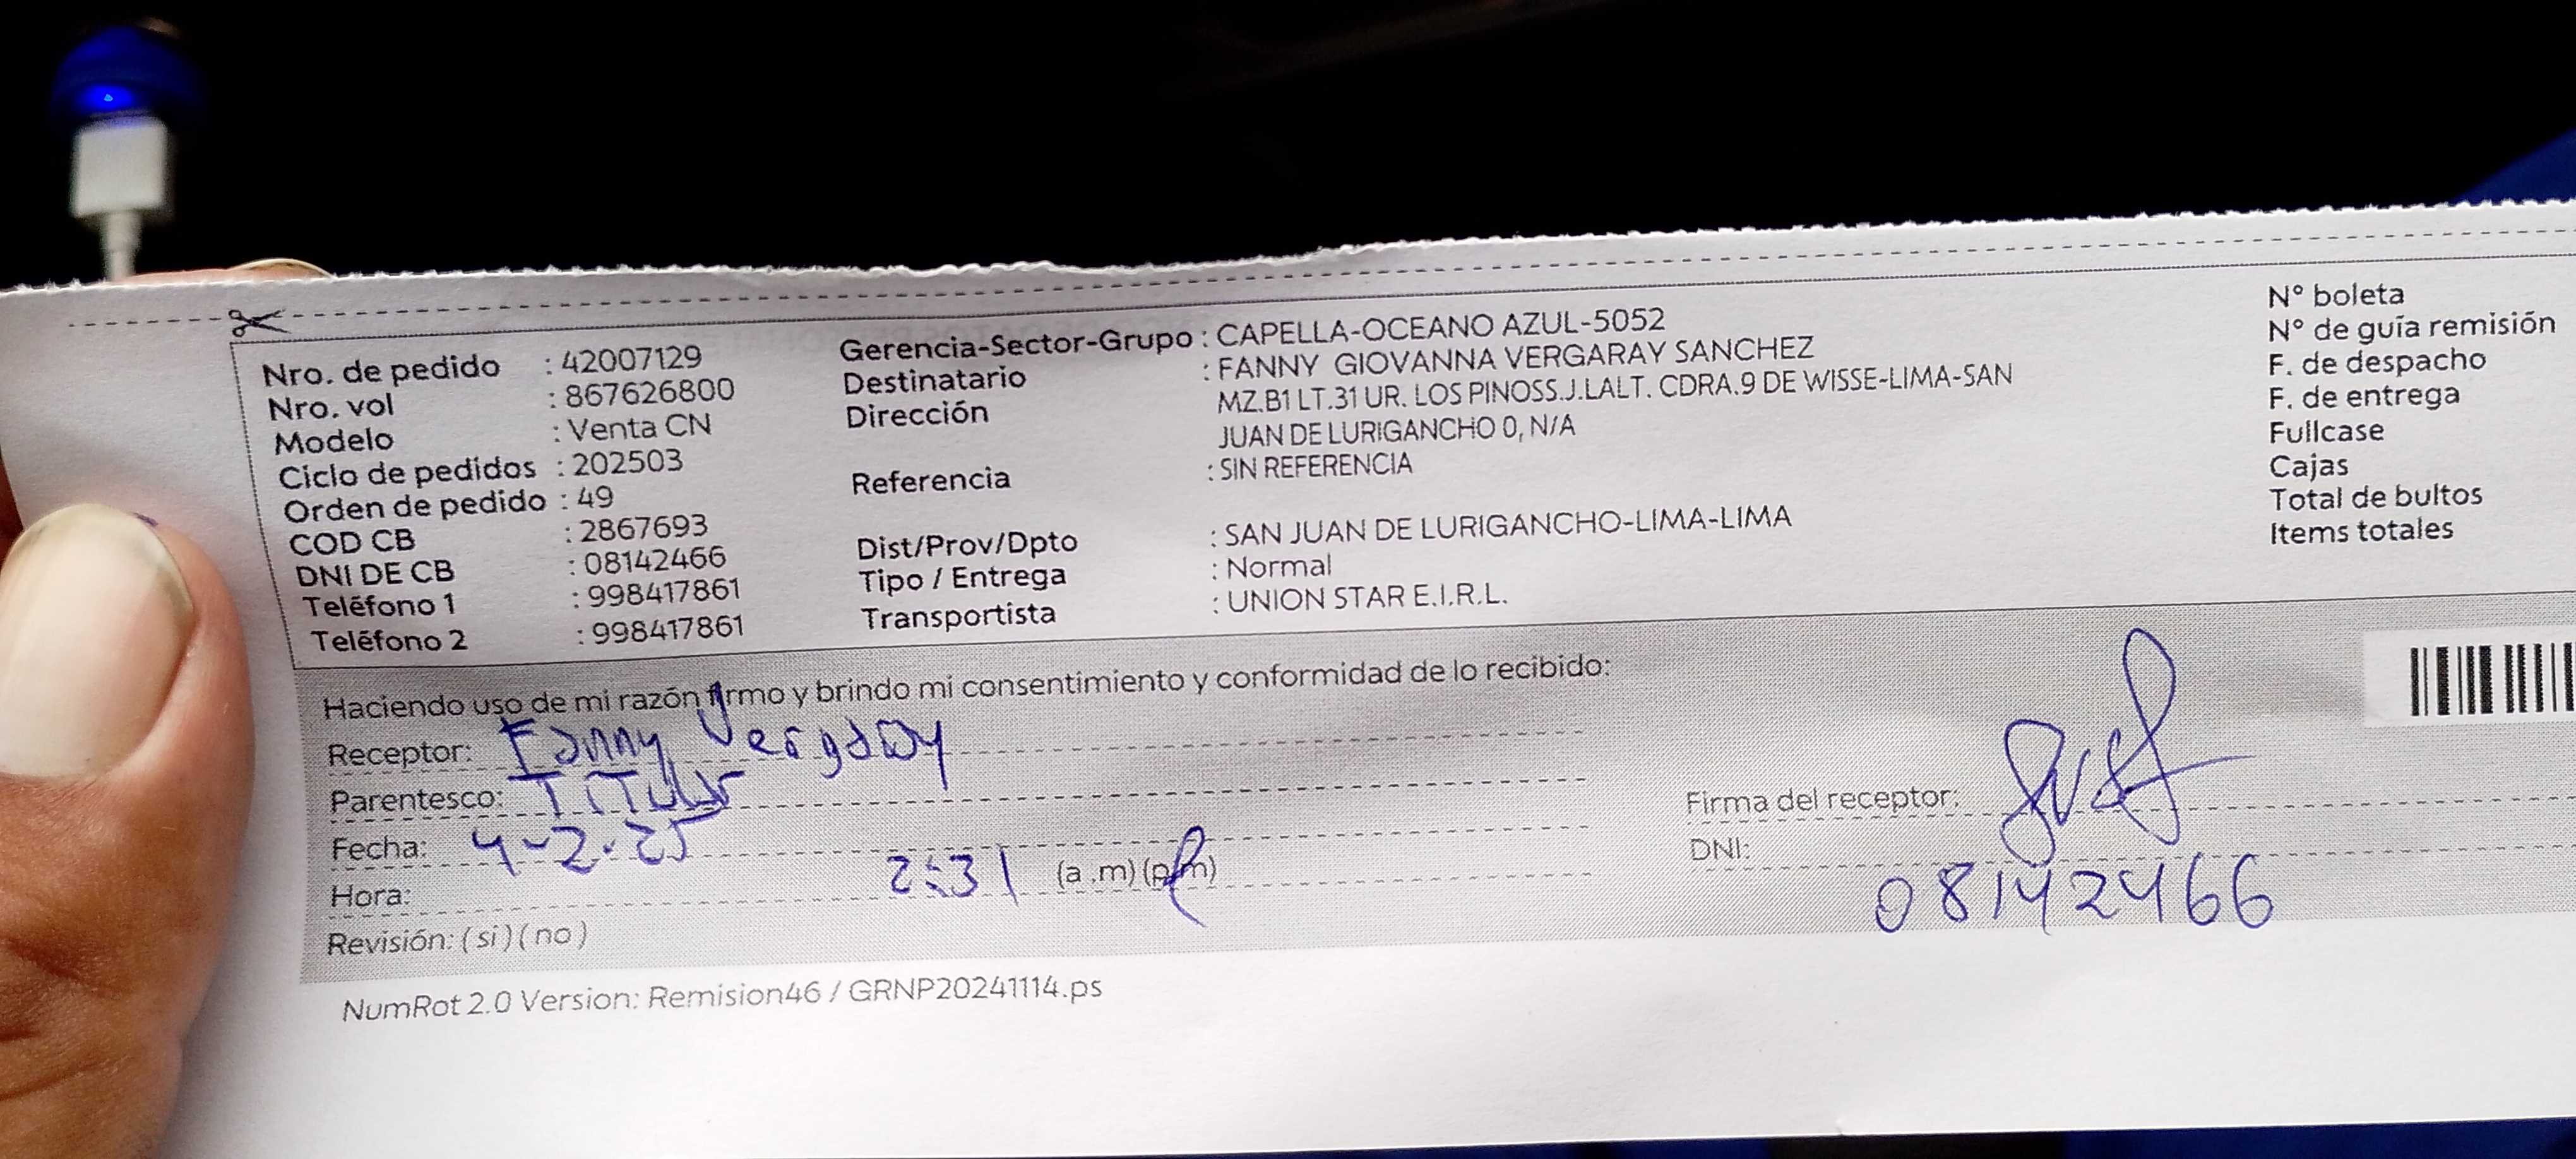 Nro. de pedido : 42007129
Nro. vol : 867626800
Modelo : Venta CN
Ciclo de pedidos : 202503
Orden de pedido : 49
COD CB : 2867693
DNI DE CB : 08142466
Teléfono 1 : 998417861
Teléfono 2 : 998417861
Gerencia-Sector-Grupo : CAPELLA-OCEANO AZUL-5052
Destinatario : FANNY GIOVANNA VERGARAY SANCHEZ
Dirección MZ.B1 LT.31 UR. LOS PINOSS.J.LALT. CDRA.9 DE WISSE-LIMA-SAN
JUAN DE LURIGANCHO 0, N/A
Referencia : SIN REFERENCIA
Dist/Prov/Dpto : SAN JUAN DE LURIGANCHO-LIMA-LIMA
Tipo / Entrega : Normal
Transportista : UNION STAR E.I.R.L.
N° boleta
N° de guía remisión
F. de despacho
F. de entrega
Fullcase
Cajas
Total de bultos
Items totales
Haciendo uso de mi razón firmo y brindo mi consentimiento y conformidad de lo recibido:
Receptor: Fanny Vergaray
Parentesco: TiTular
Fecha: 4-2-25
Hora: 2:31 (a .m) (p.m)
Revisión: ( si ) ( no )
Firma del receptor:
DNI: 08142466
NumRot 2.0 Version: Remision46 / GRNP20241114.ps